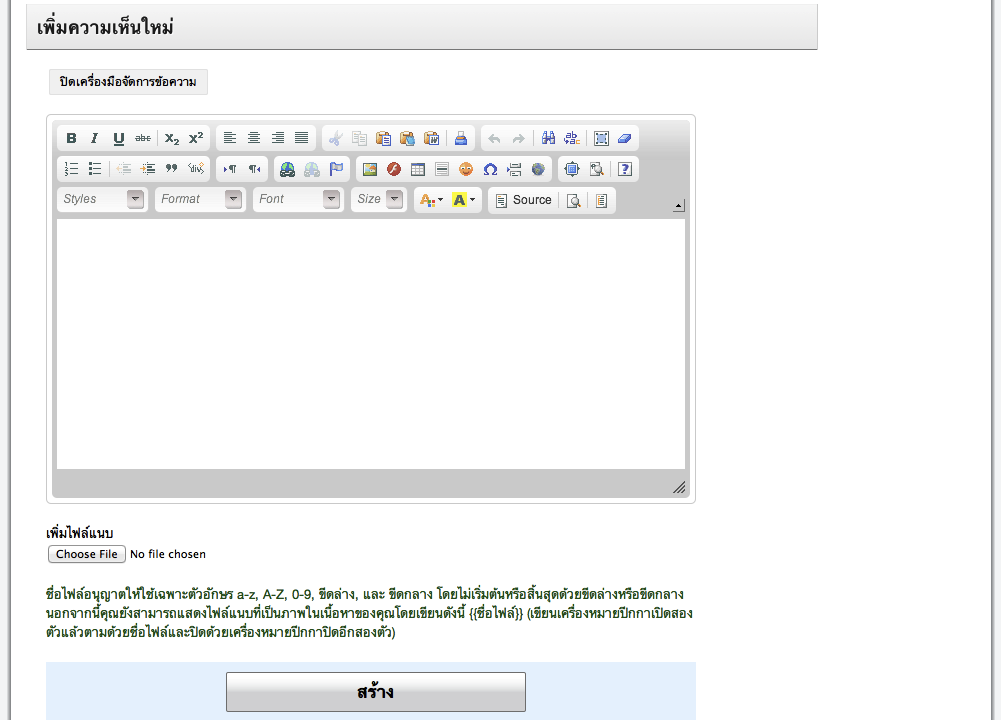 เพิ่มความเห็นใหม่
ปิดเครื่องมือจัดการข้อความ
Styles Format Font Size Source
เพิ่มไฟล์แนบ
Choose File No file chosen
ชื่อไฟล์อนุญาตให้ใช้เฉพาะตัวอักษร a-z, A-Z, 0-9, ขีดล่าง, และ ขีดกลาง โดยไม่เริ่มต้นหรือสิ้นสุดด้วยขีดล่างหรือขีดกลาง
นอกจากนี้คุณยังสามารถแสดงไฟล์แนบที่เป็นภาพในเนื้อหาของคุณโดยเขียนดังนี้ {{ชื่อไฟล์}} (เขียนเครื่องหมายปีกกาเปิดสอง
ตัวแล้วตามด้วยชื่อไฟล์และปิดด้วยเครื่องหมายปีกกาปิดอีกสองตัว)
สร้าง